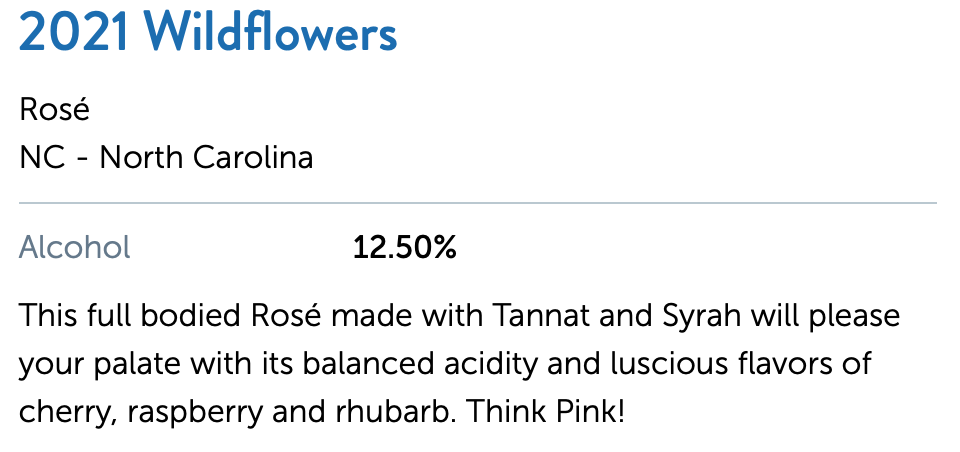 2021 Wildflowers
Rosé
NC - North Carolina
Alcohol 12.50%
This full bodied Rosé made with Tannat and Syrah will please
your palate with its balanced acidity and luscious flavors of
cherry, raspberry and rhubarb. Think Pink!